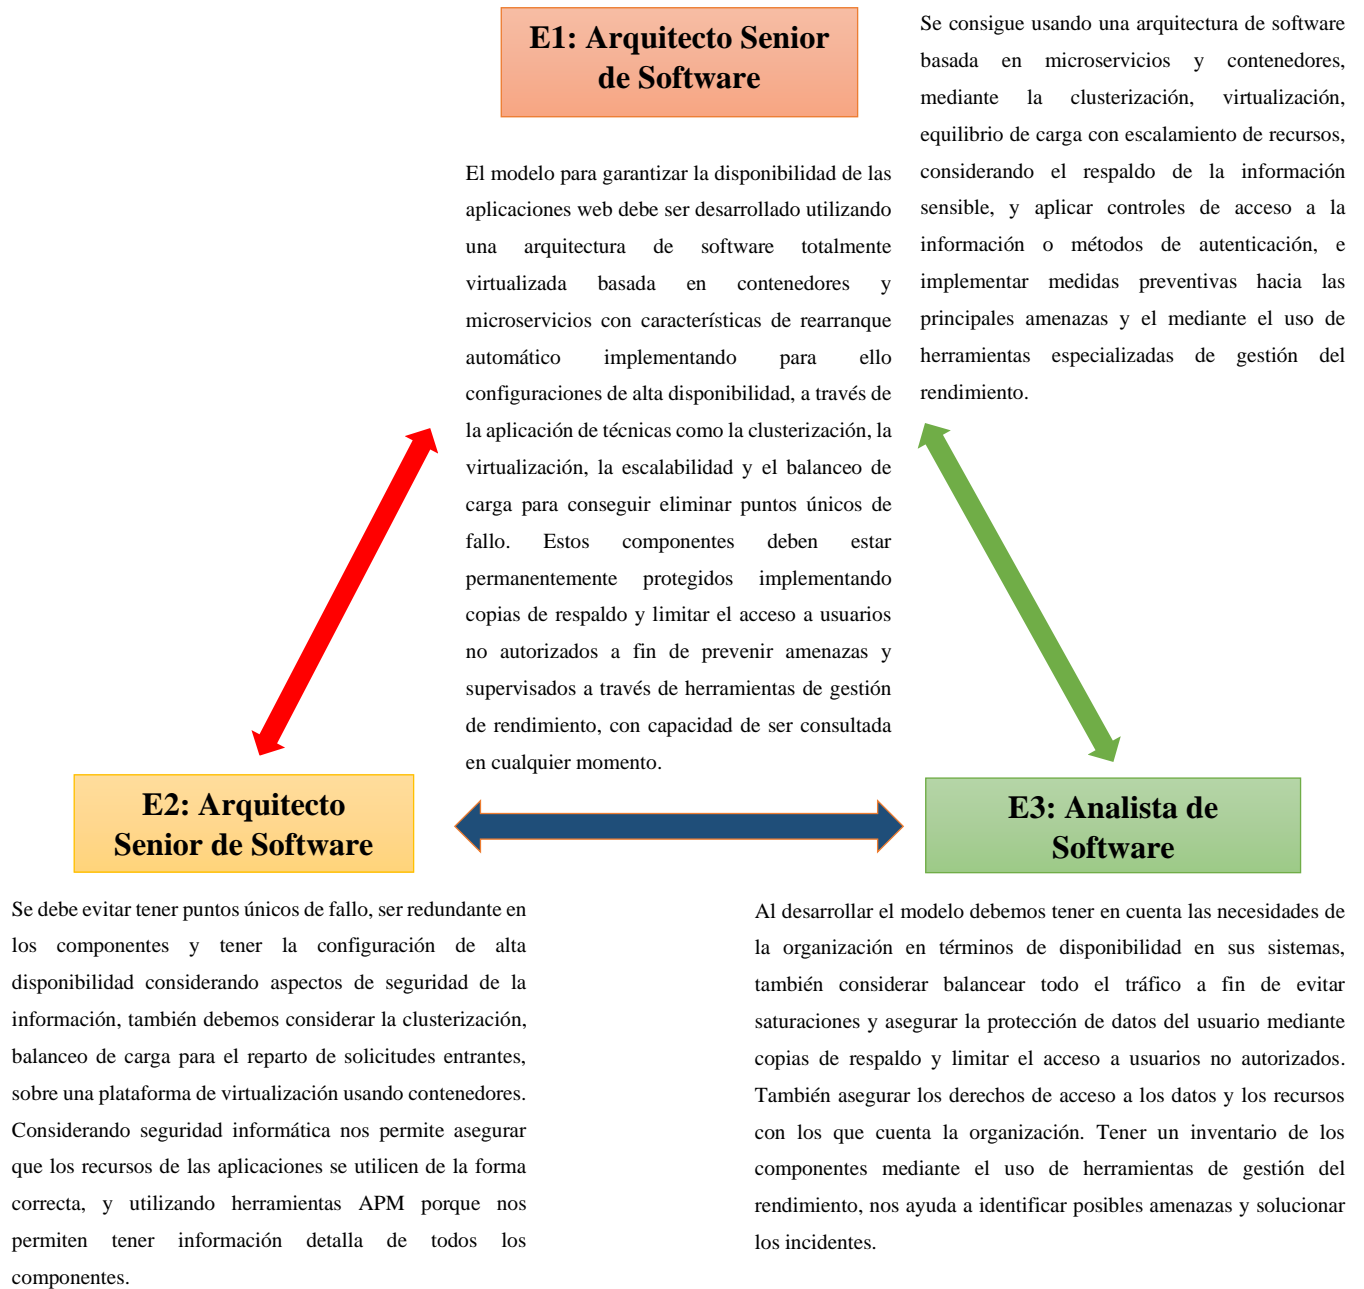 E1: Arquitecto Senior
de Software
Se consigue usando una arquitectura de software
basada en microservicios y contenedores,
mediante la clusterización, virtualización,
equilibrio de carga con escalamiento de recursos,
considerando el respaldo de la información
sensible, y aplicar controles de acceso a la
información o métodos de autenticación, e
implementar medidas preventivas hacia las
principales amenazas y el mediante el uso de
herramientas especializadas de gestión del
rendimiento.
El modelo para garantizar la disponibilidad de las
aplicaciones web debe ser desarrollado utilizando
una arquitectura de software totalmente
virtualizada basada en contenedores y
microservicios con características de rearranque
automático implementando para ello
configuraciones de alta disponibilidad, a través de
la aplicación de técnicas como la clusterización, la
virtualización, la escalabilidad y el balanceo de
carga para conseguir eliminar puntos únicos de
fallo. Estos componentes deben estar
permanentemente protegidos implementando
copias de respaldo y limitar el acceso a usuarios
no autorizados a fin de prevenir amenazas y
supervisados a través de herramientas de gestión
de rendimiento, con capacidad de ser consultada
en cualquier momento.
E2: Arquitecto
Senior de Software
E3: Analista de
Software
Se debe evitar tener puntos únicos de fallo, ser redundante en
los componentes y tener la configuración de alta
disponibilidad considerando aspectos de seguridad de la
información, también debemos considerar la clusterización,
balanceo de carga para el reparto de solicitudes entrantes,
sobre una plataforma de virtualización usando contenedores.
Considerando seguridad informática nos permite asegurar
que los recursos de las aplicaciones se utilicen de la forma
correcta, y utilizando herramientas APM porque nos
permiten tener información detalla de todos los
componentes.
Al desarrollar el modelo debemos tener en cuenta las necesidades de
la organización en términos de disponibilidad en sus sistemas,
también considerar balancear todo el tráfico a fin de evitar
saturaciones y asegurar la protección de datos del usuario mediante
copias de respaldo y limitar el acceso a usuarios no autorizados.
También asegurar los derechos de acceso a los datos y los recursos
con los que cuenta la organización. Tener un inventario de los
componentes mediante el uso de herramientas de gestión del
rendimiento, nos ayuda a identificar posibles amenazas y solucionar
los incidentes.